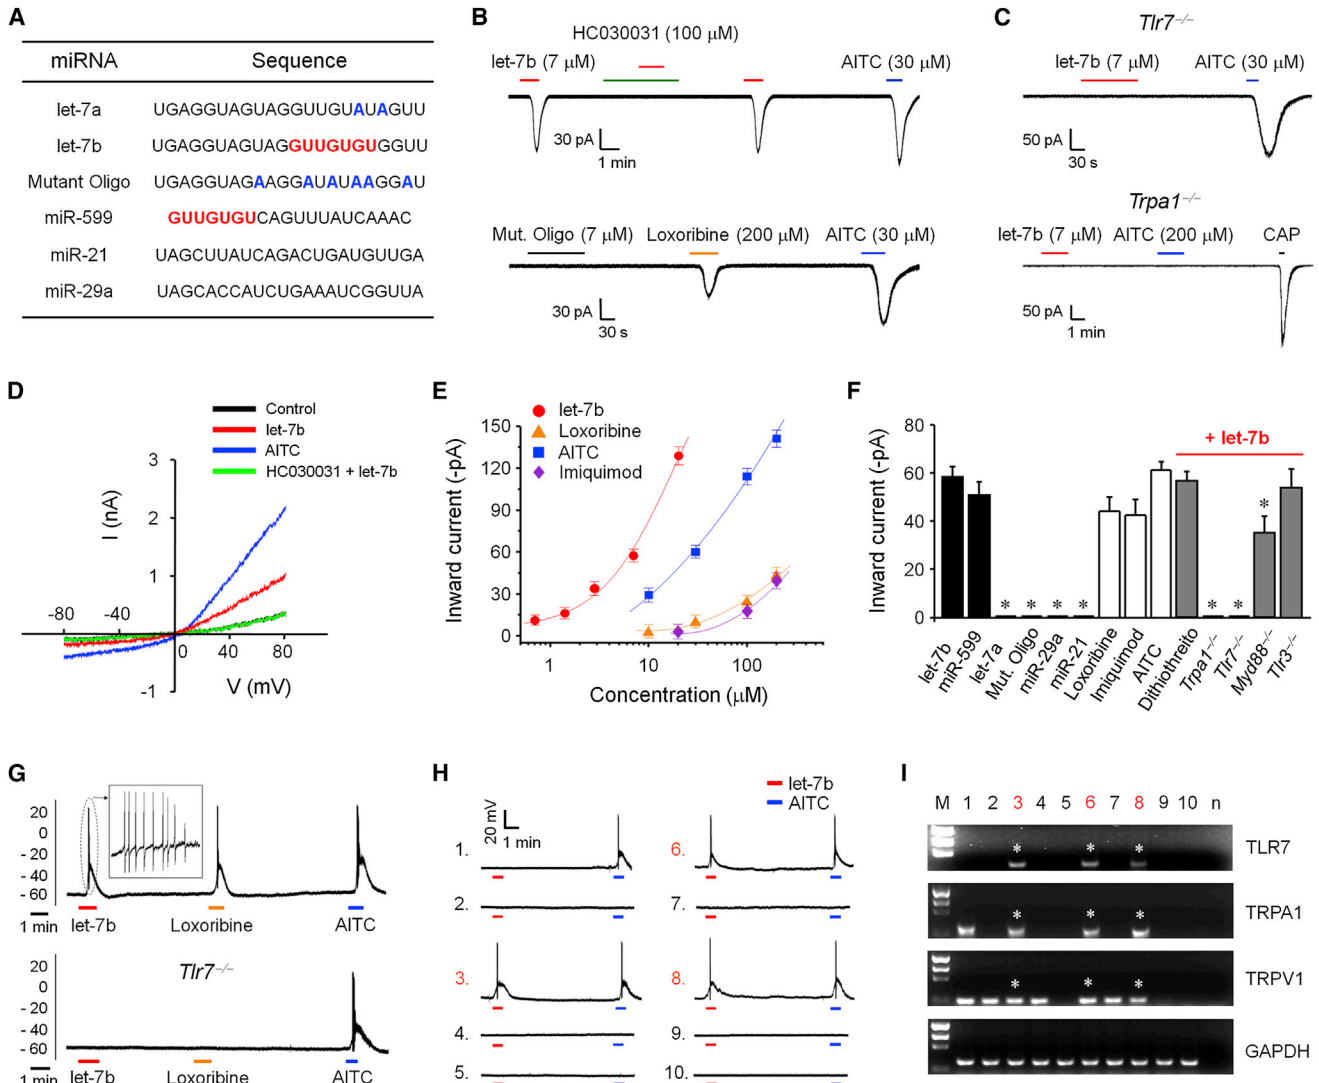 A
miRNA Sequence
let-7a UGAGGUAGUAGGUUGUAUAGUU
let-7b UGAGGUAGUAGGUUGUGUGGUU
Mutant Oligo UGAGGUAGAAGGAUAUAAGGAU
miR-599 GUUGUGUCAGUUUAUCAAAC
miR-21 UAGCUUAUCAGACUGAUGUUGA
miR-29a UAGCACCAUCUGAAAUCGGUUA
B
HC030031 (100 μM)
let-7b (7 μM) AITC (30 μM)
30 pA
1 min
Mut. Oligo (7 μM) Loxoribine (200 μM) AITC (30 μM)
30 pA
30 s
C
Tlr7−/−
let-7b (7 μM) AITC (30 μM)
50 pA
30 s
Trpa1−/−
let-7b (7 μM) AITC (200 μM) CAP
50 pA
1 min
D
Control
let-7b
AITC
HC030031 + let-7b
I (nA)
3
2
1
-1
-80 -40 0 40 80
V (mV)
E
let-7b
Loxoribine
AITC
Imiquimod
Inward current (-pA)
150
120
90
60
30
0
1 10 100
Concentration (μM)
F
+ let-7b
Inward current (-pA)
80
60
40
20
0
* * * * * * *
let-7b miR-599 let-7a Mut. Oligo miR-29a miR-21 Loxoribine Imiquimod AITC Dithiothreito Trpa1−/− Tlr7−/− Myd88−/− Tlr3−/−
G
20
0
- 20
- 40
- 60
1 min let-7b Loxoribine AITC
Tlr7−/−
20
0
- 20
- 40
- 60
1 min let-7b Loxoribine AITC
H
let-7b
AITC
20 mV
1 min
1. 6.
2. 7.
3. 8.
4. 9.
5. 10.
I
M 1 2 3 4 5 6 7 8 9 10 n
* * * TLR7
* * * TRPA1
* * * TRPV1
GAPDH